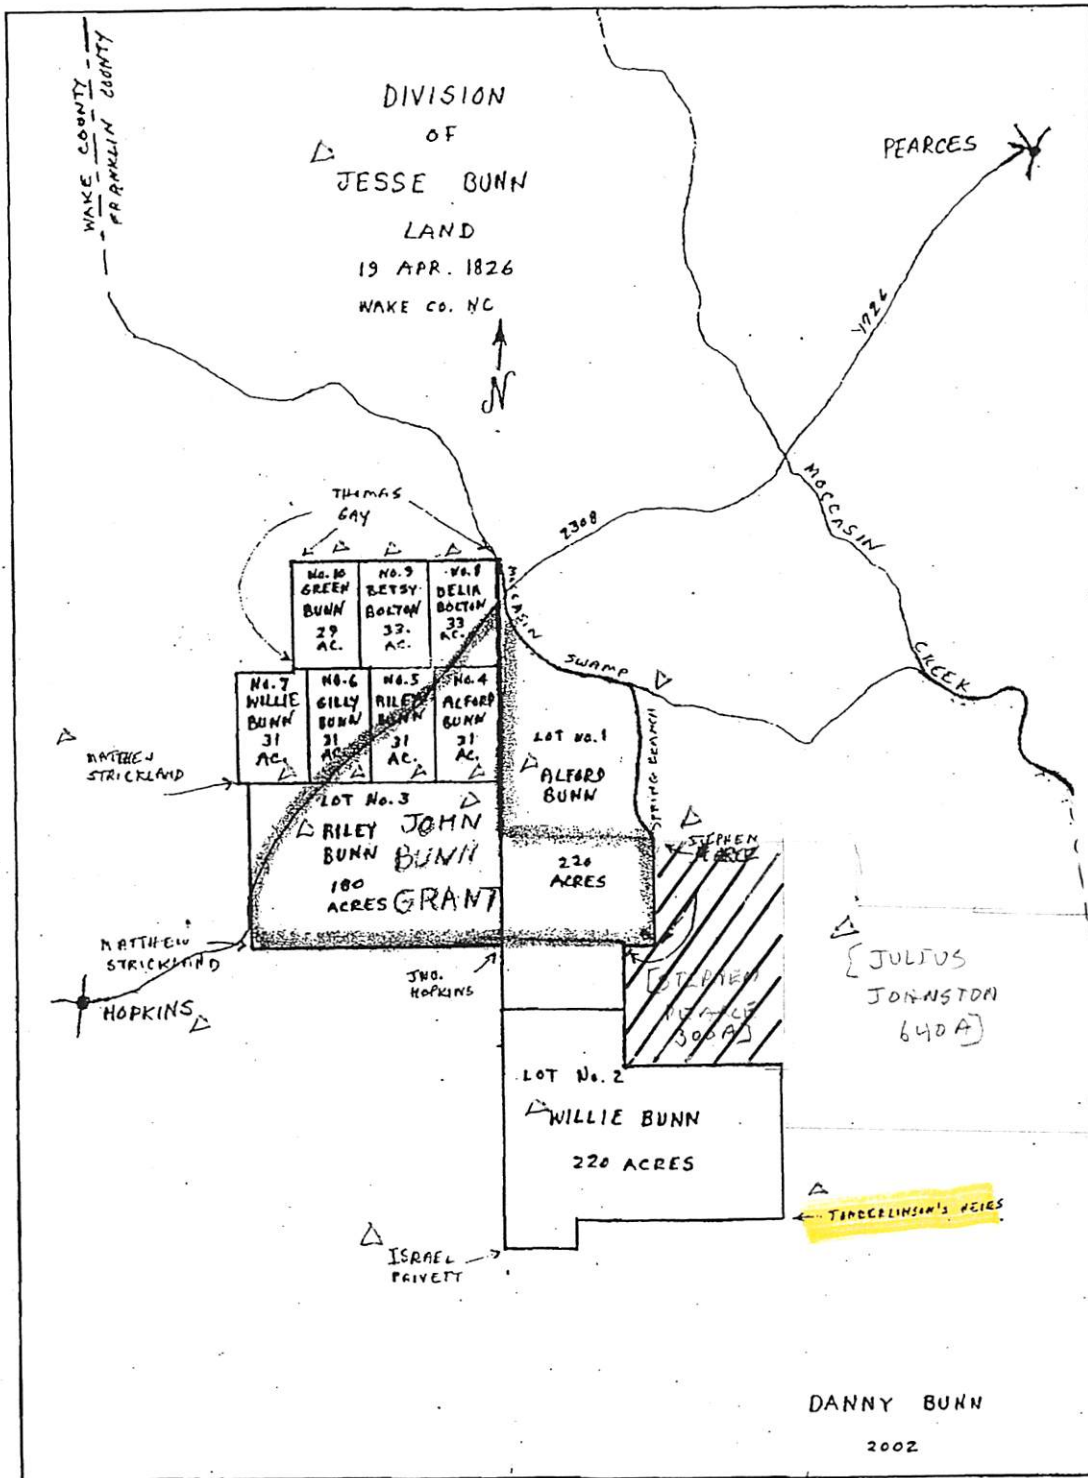 WAKE COUNTY
FRANKLIN COUNTY
DIVISION
OF
JESSE BUNN
LAND
19 APR. 1826
WAKE CO. NC
N
PEARCES
1726
2308
MOCCASIN
CREEK
MOCCASIN
SWAMP
SPRING BRANCH
THOMAS
GAY
No. 10
GREEN
BUNN
29
AC.
No. 9
BETSY
BOLTON
33.
AC.
No. 8
DELIA
BOLTON
33
AC.
No. 7
WILLIE
BUNN
31
AC.
No. 6
GILLY
BUNN
31
AC.
No. 5
RILEY
BUNN
31
AC.
No. 4
ALFORD
BUNN
31
AC.
MATTHEW
STRICKLAND
LOT No. 1
ALFORD
BUNN
220
ACRES
LOT No. 3
RILEY
BUNN
180
ACRES
JOHN
BUNN
GRANT
STEPHEN
PEARCE
MATTHEW
STRICKLAND
HOPKINS
JNO.
HOPKINS
[STEPHEN
PEARCE
300A]
[JULIUS
JOHNSTON
640A]
LOT No. 2
WILLIE BUNN
220 ACRES
HEIRS
ISRAEL
PRIVETT
DANNY BUNN
2002